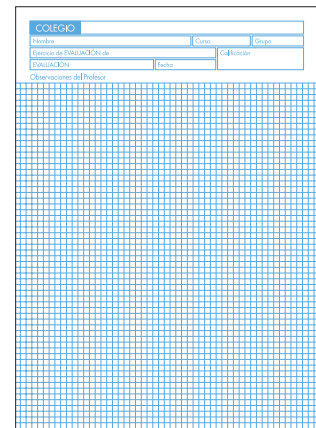 COLEGIO
Nombre Curso Grupo
Ejercicio de EVALUACIÓN de Calificación
EVALUACIÓN Fecha
Observaciones del Profesor